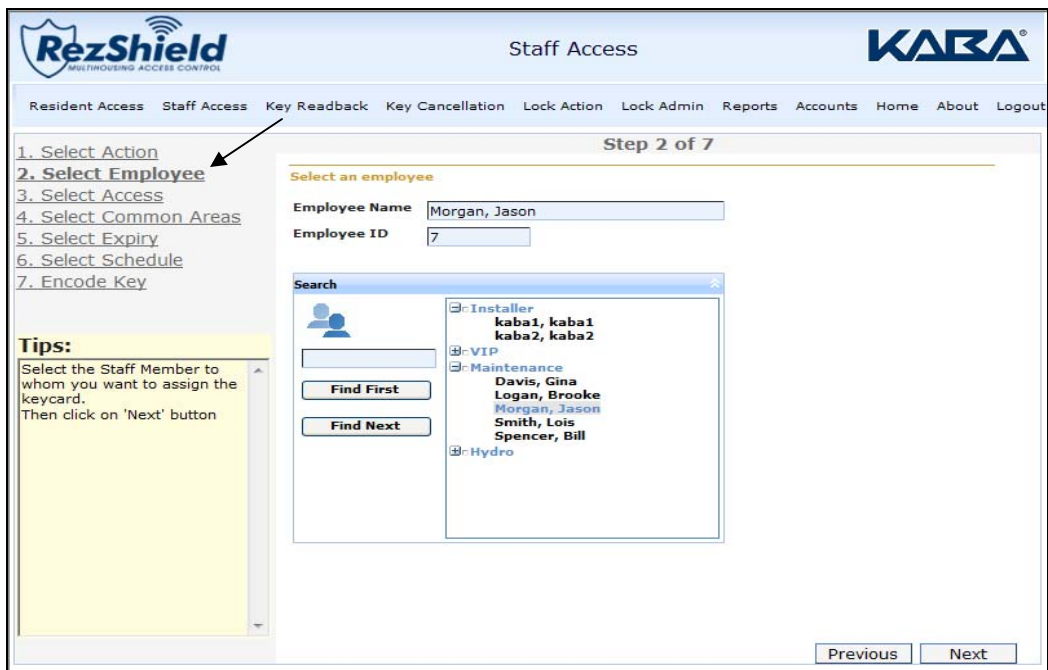 RezShield
MULTIHOUSING ACCESS CONTROL
Staff Access
KABA®
Resident Access Staff Access Key Readback Key Cancellation Lock Action Lock Admin Reports Accounts Home About Logout
1. Select Action
2. Select Employee
3. Select Access
4. Select Common Areas
5. Select Expiry
6. Select Schedule
7. Encode Key
Tips:
Select the Staff Member to
whom you want to assign the
keycard.
Then click on 'Next' button
Step 2 of 7
Select an employee
Employee Name Morgan, Jason
Employee ID 7
Search
Find First
Find Next
Installer
kaba1, kaba1
kaba2, kaba2
VIP
Maintenance
Davis, Gina
Logan, Brooke
Morgan, Jason
Smith, Lois
Spencer, Bill
Hydro
Previous Next